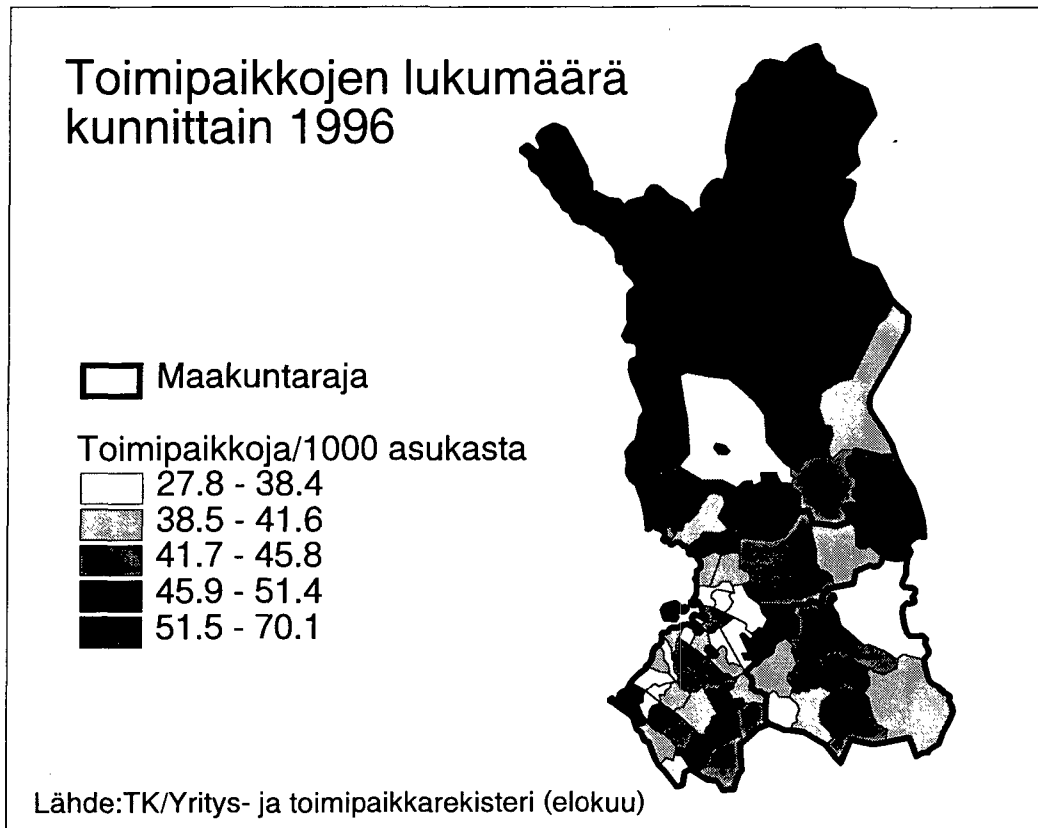 Toimipaikkojen lukumäärä
kunnittain 1996
Maakuntaraja
Toimipaikkoja/1000 asukasta
27.8 - 38.4
38.5 - 41.6
41.7 - 45.8
45.9 - 51.4
51.5 - 70.1
Lähde:TK/Yritys- ja toimipaikkarekisteri (elokuu)